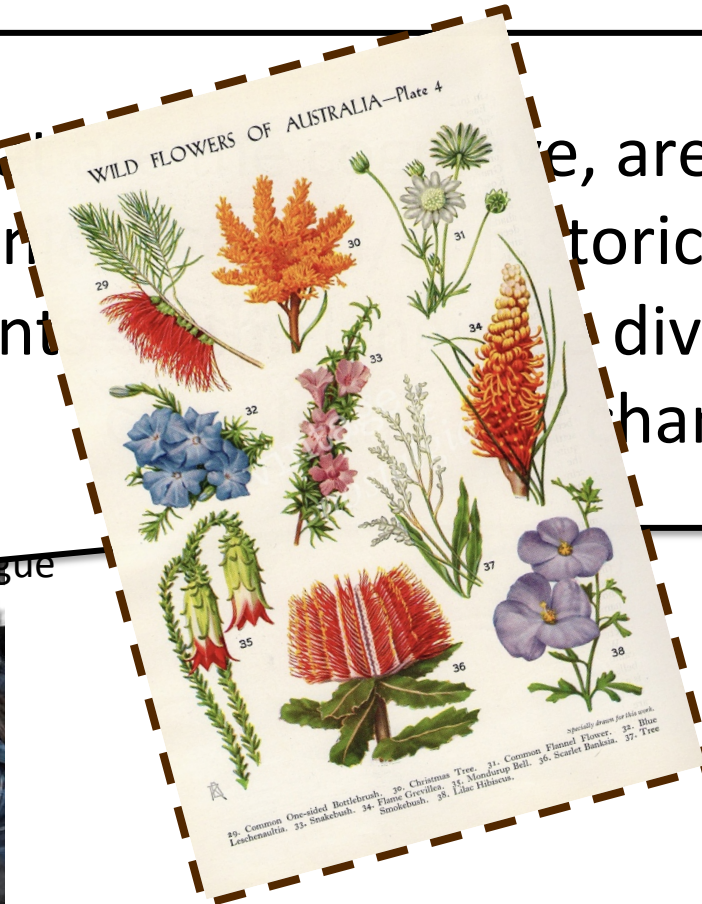 WILD FLOWERS OF AUSTRALIA—Plate 4
29
30
31
32
33
34
35
36
37
38
Specially drawn for this work.
29. Common One-sided Bottlebrush. 30. Christmas Tree. 31. Common Flannel Flower. 32. Blue
Leschenaultia. 33. Snakebush. 34. Flame Grevillea. 35. Mondurup Bell. 36. Scarlet Banksia. 37. Tree
Smokebush. 38. Lilac Hibiscus.
e, are
toric
nt
div
har
gue